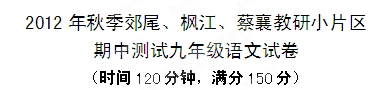 2012 年秋季郊尾、枫江、蔡襄教研小片区
期中测试九年级语文试卷
（时间 120 分钟，满分 150 分）